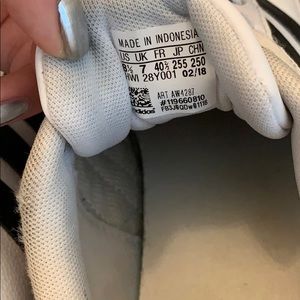 MADE IN INDONESIA
US UK FR JP CHN
7 40⅔ 255 250
28Y001 02/18
ART AW4287
#119660810
adidas